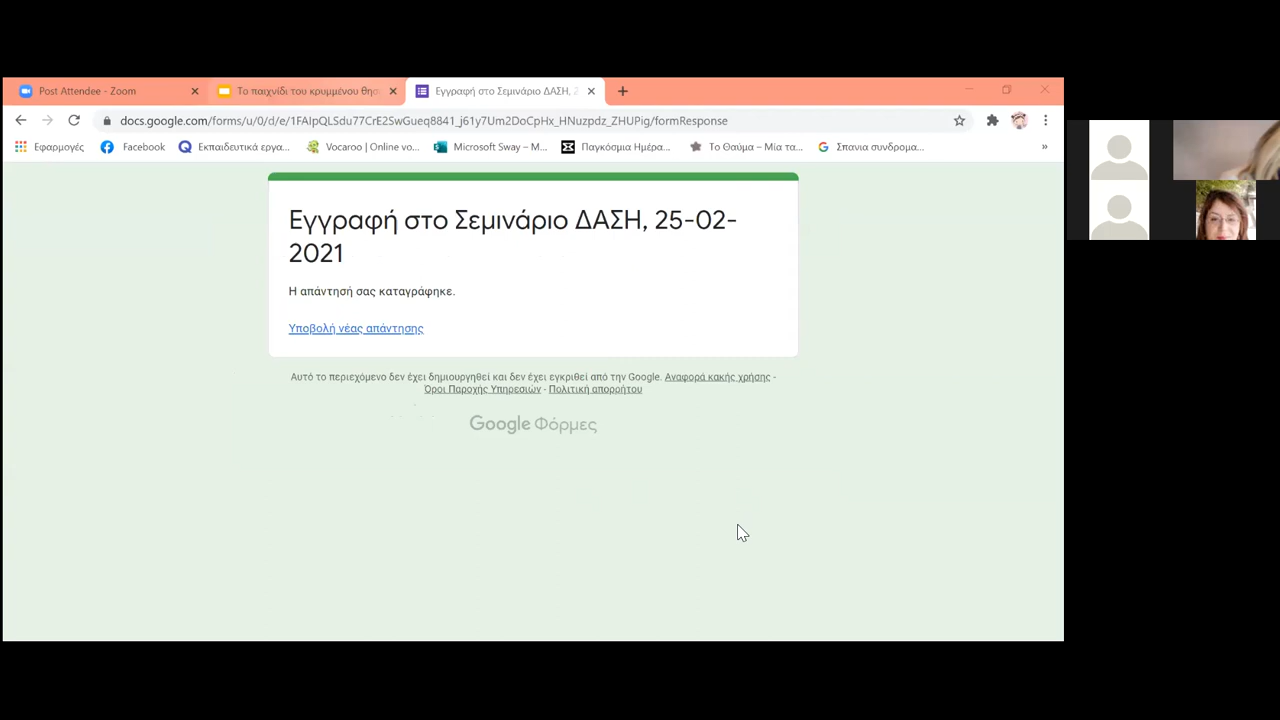 Post Attendee - Zoom
Το παιχνίδι του κρυμμένου θησ
Εγγραφή στο Σεμινάριο ΔΑΣΗ, 2
docs.google.com/forms/u/0/d/e/1FAIpQLSdu77CrE2SwGueq8841_j61y7Um2DoCpHx_HNuzpdz_ZHUPig/formResponse
Εφαρμογές
Facebook
Εκπαιδευτικά εργα...
Vocaroo | Online vo...
Microsoft Sway – M...
Παγκόσμια Ημέρα...
Το Θαύμα – Μία τα...
Σπανια συνδρομα...
»
Εγγραφή στο Σεμινάριο ΔΑΣΗ, 25-02-
2021
Η απάντησή σας καταγράφηκε.
Υποβολή νέας απάντησης
Αυτό το περιεχόμενο δεν έχει δημιουργηθεί και δεν έχει εγκριθεί από την Google. Αναφορά κακής χρήσης -
Όροι Παροχής Υπηρεσιών - Πολιτική απορρήτου
Google Φόρμες